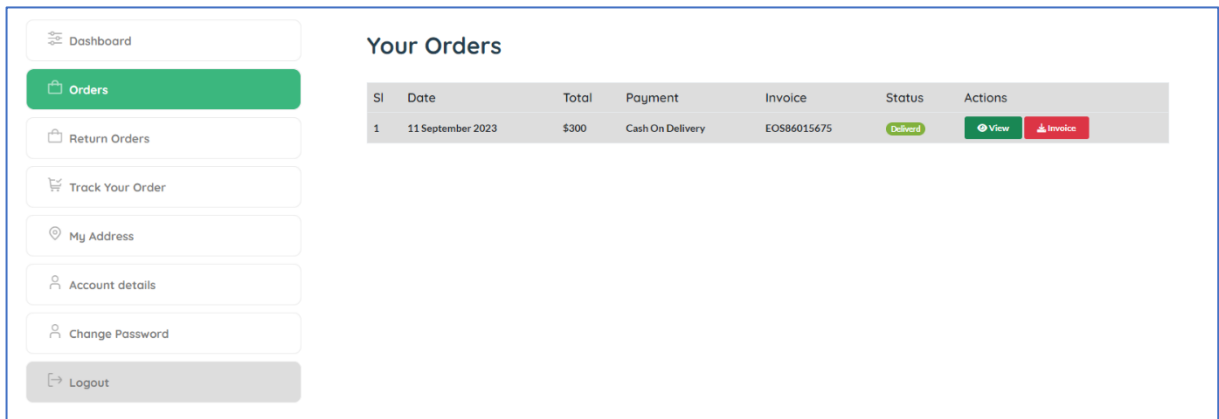 Dashboard
Orders
Return Orders
Track Your Order
My Address
Account details
Change Password
Logout
Your Orders
Sl Date Total Payment Invoice Status Actions
1 11 September 2023 $300 Cash On Delivery EOS86015675 Deliverd View Invoice